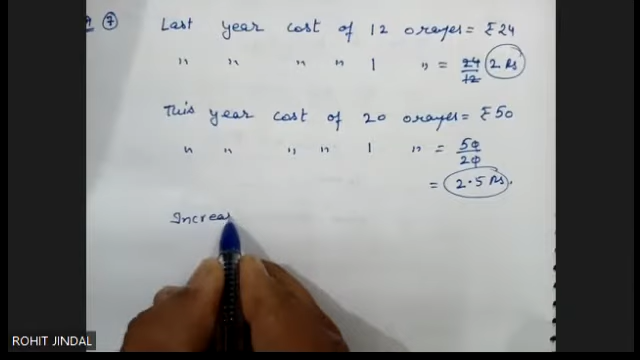 Q 7 Last year cost of 12 oranges = ₹24
" " " " 1 " = 24/12 2 Rs
This year cost of 20 oranges = ₹50
" " " " 1 " = 50/20
= 2.5 Rs.
Increas
ROHIT JINDAL